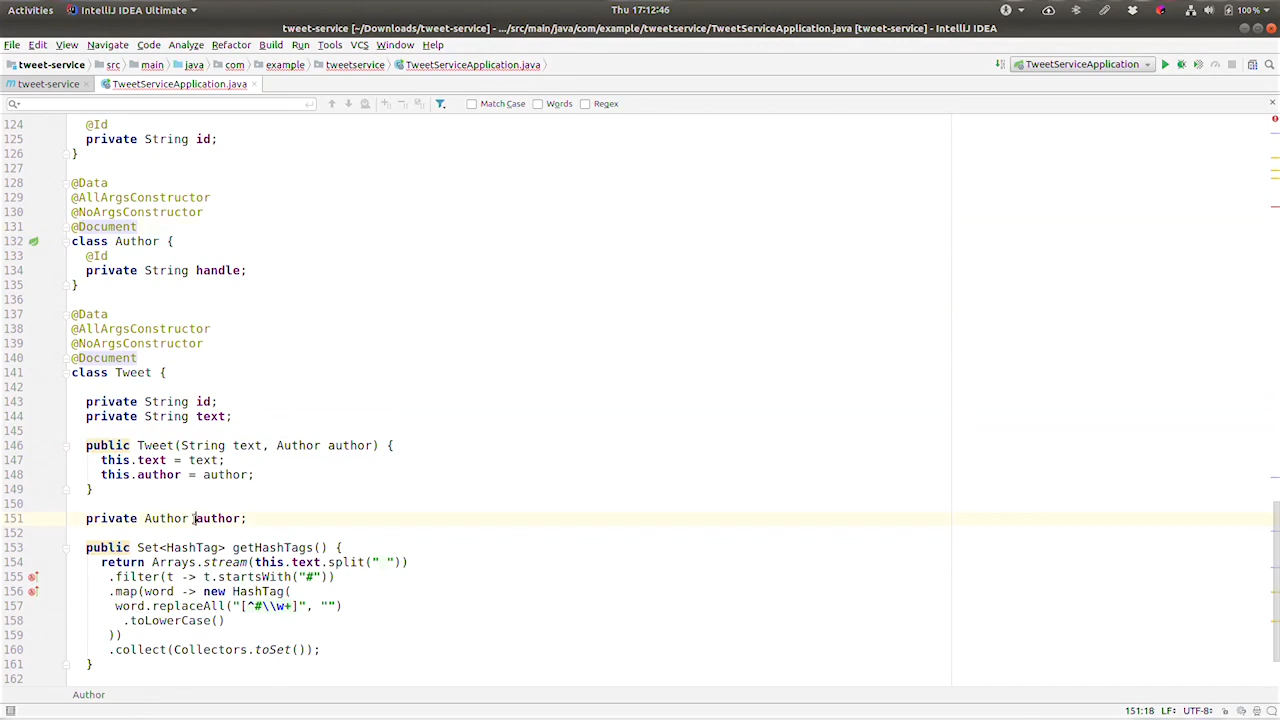 Activities IntelliJ IDEA Ultimate Thu 17:12:46 100%
tweet-service [~/Downloads/tweet-service] - .../src/main/java/com/example/tweetservice/TweetServiceApplication.java [tweet-service] - IntelliJ IDEA
File Edit View Navigate Code Analyze Refactor Build Run Tools VCS Window Help
tweet-service src main java com example tweetservice TweetServiceApplication.java TweetServiceApplication
tweet-service TweetServiceApplication.java
Match Case Words Regex
124 @Id
125 private String id;
126 }
127
128 @Data
129 @AllArgsConstructor
130 @NoArgsConstructor
131 @Document
132 class Author {
133 @Id
134 private String handle;
135 }
136
137 @Data
138 @AllArgsConstructor
139 @NoArgsConstructor
140 @Document
141 class Tweet {
142
143 private String id;
144 private String text;
145
146 public Tweet(String text, Author author) {
147 this.text = text;
148 this.author = author;
149 }
150
151 private Author author;
152
153 public Set<HashTag> getHashTags() {
154 return Arrays.stream(this.text.split(" "))
155 .filter(t -> t.startsWith("#"))
156 .map(word -> new HashTag(
157 word.replaceAll("[^#\\w+]", "")
158 .toLowerCase()
159 ))
160 .collect(Collectors.toSet());
161 }
162
Author
151:18 LF: UTF-8: